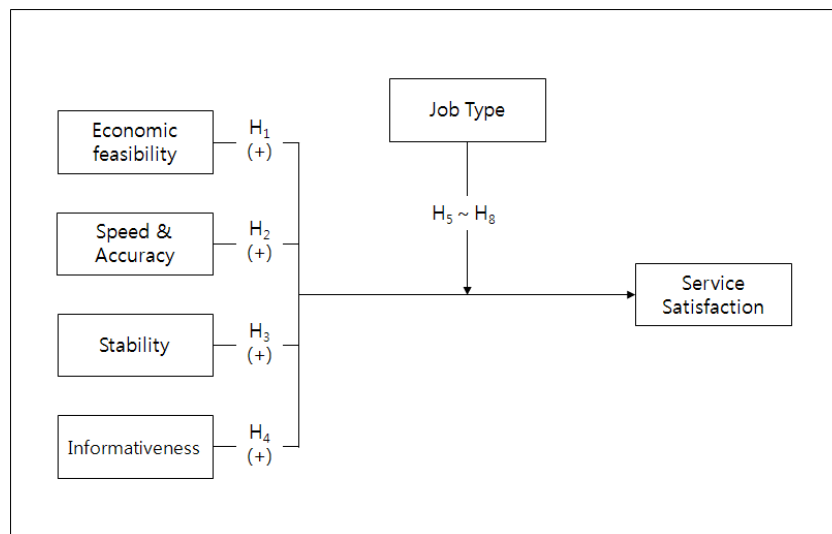 Job Type
Economic
feasibility
H₁
(+)
Speed &
Accuracy
H₂
(+)
H₅ ~ H₈
Service
Satisfaction
Stability
H₃
(+)
Informativeness
H₄
(+)